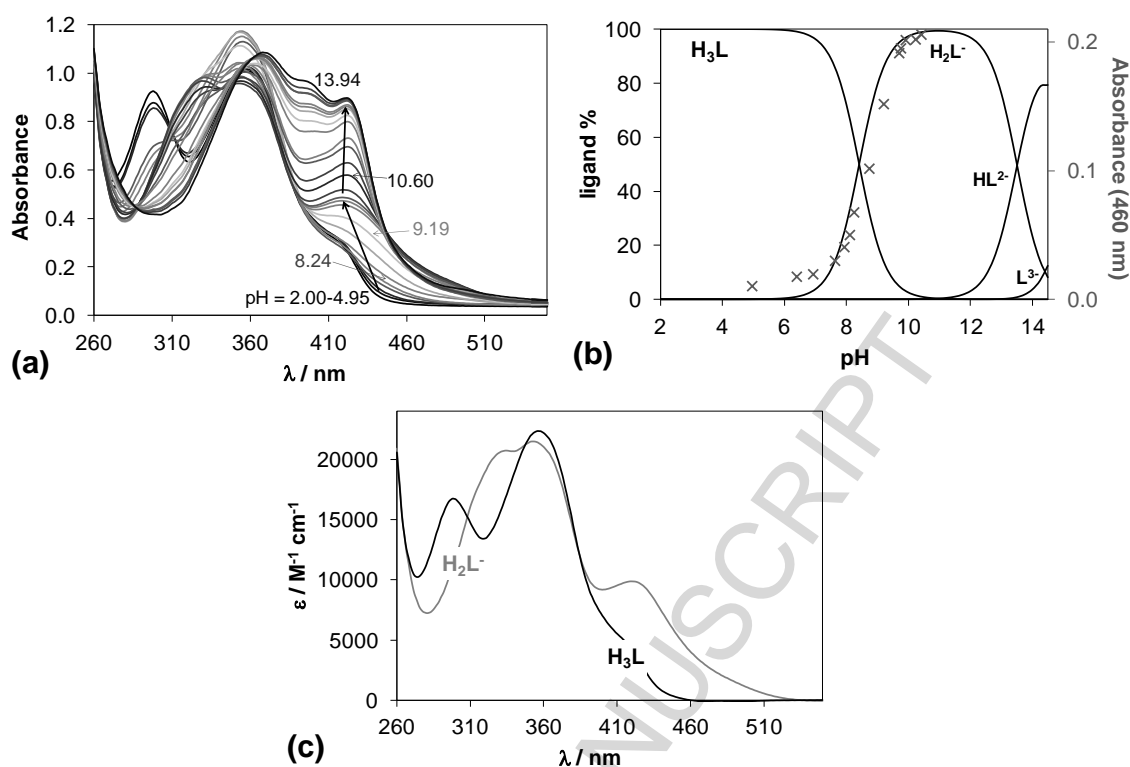 1.2
1.0
0.8
0.6
0.4
0.2
0.0
Absorbance
13.94
10.60
9.19
8.24
pH = 2.00-4.95
260 310 360 410 460 510
λ / nm
(a)
100
80
60
40
20
0
ligand %
H₃L
H₂L⁻
HL²⁻
L³⁻
0.2
0.1
0.0
Absorbance (460 nm)
2 4 6 8 10 12 14
pH
(b)
20000
15000
10000
5000
0
ε / M⁻¹ cm⁻¹
H₂L⁻
H₃L
260 310 360 410 460 510
λ / nm
(c)
NUSCRIPT